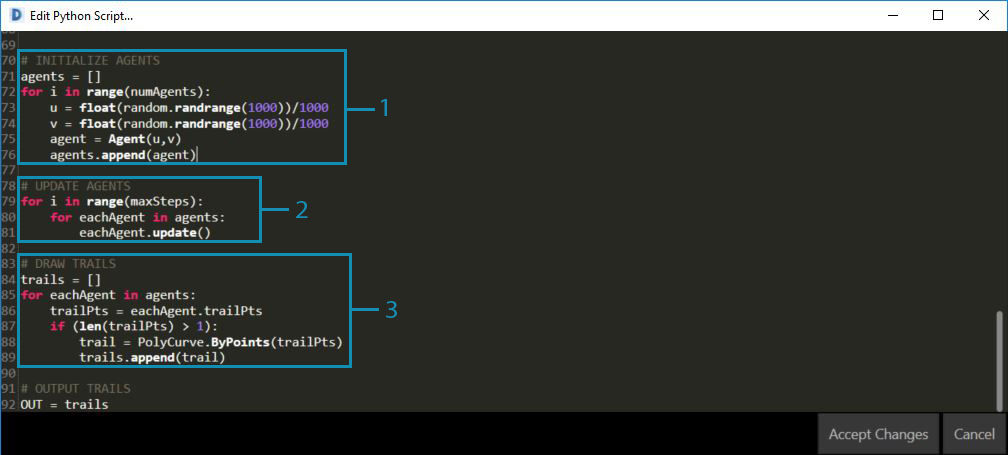 Edit Python Script...
69
70 # INITIALIZE AGENTS
71 agents = []
72 for i in range(numAgents):
73     u = float(random.randrange(1000))/1000
74     v = float(random.randrange(1000))/1000
75     agent = Agent(u,v)
76     agents.append(agent)
1
77
78 # UPDATE AGENTS
79 for i in range(maxSteps):
80     for eachAgent in agents:
81         eachAgent.update()
2
82
83 # DRAW TRAILS
84 trails = []
85 for eachAgent in agents:
86     trailPts = eachAgent.trailPts
87     if (len(trailPts) > 1):
88         trail = PolyCurve.ByPoints(trailPts)
89         trails.append(trail)
3
90
91 # OUTPUT TRAILS
92 OUT = trails
Accept Changes
Cancel